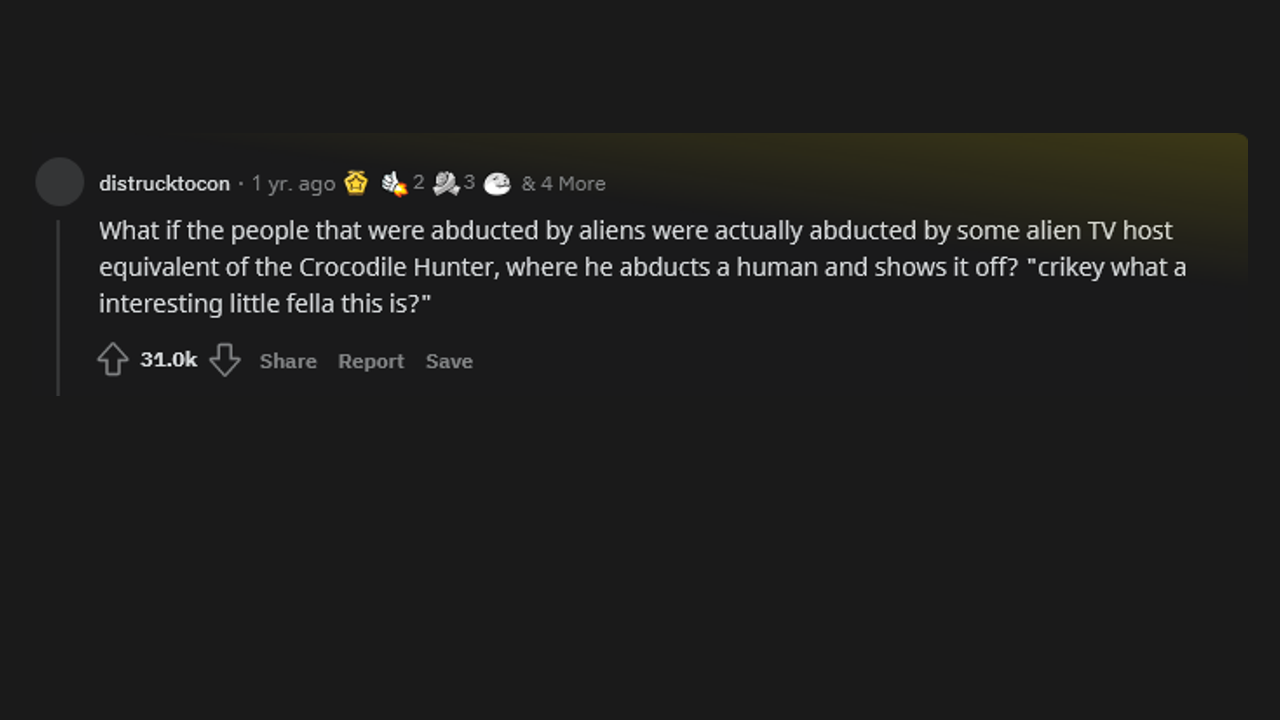 distrucktocon · 1 yr. ago 2 3 & 4 More
What if the people that were abducted by aliens were actually abducted by some alien TV host
equivalent of the Crocodile Hunter, where he abducts a human and shows it off? "crikey what a
interesting little fella this is?"
31.0k Share Report Save